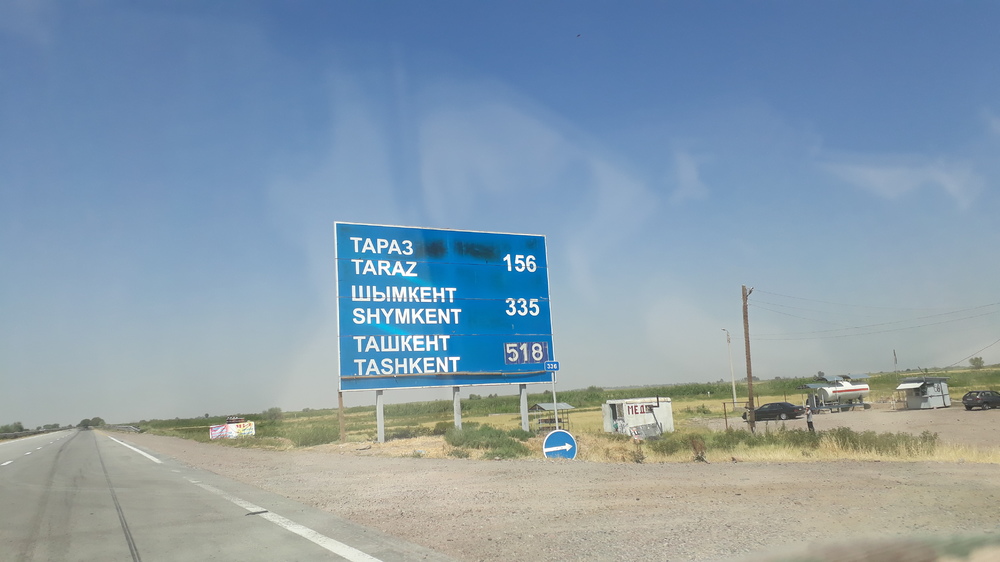 ТАРАЗ
TARAZ
156
ШЫМКЕНТ
SHYMKENT
335
ТАШКЕНТ
TASHKENT
518
336